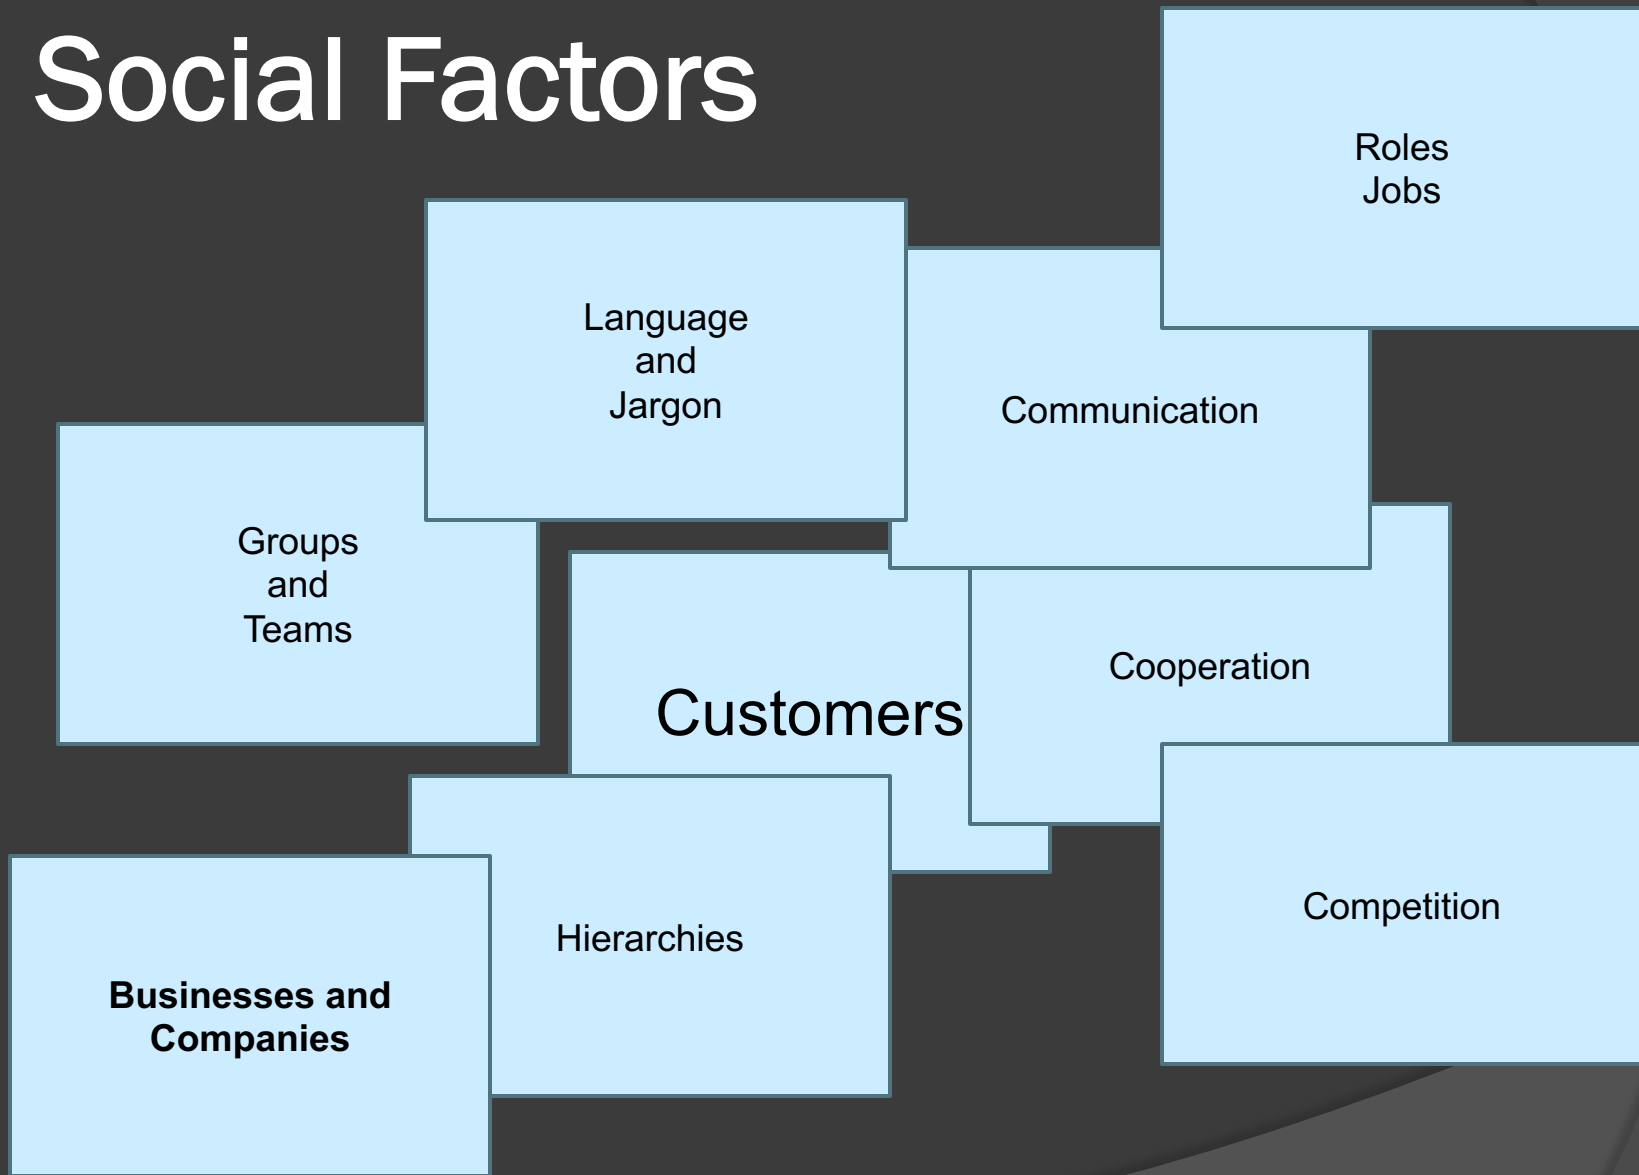 Social Factors
Roles
Jobs
Language
and
Jargon
Communication
Groups
and
Teams
Cooperation
Customers
Competition
Hierarchies
Businesses and
Companies